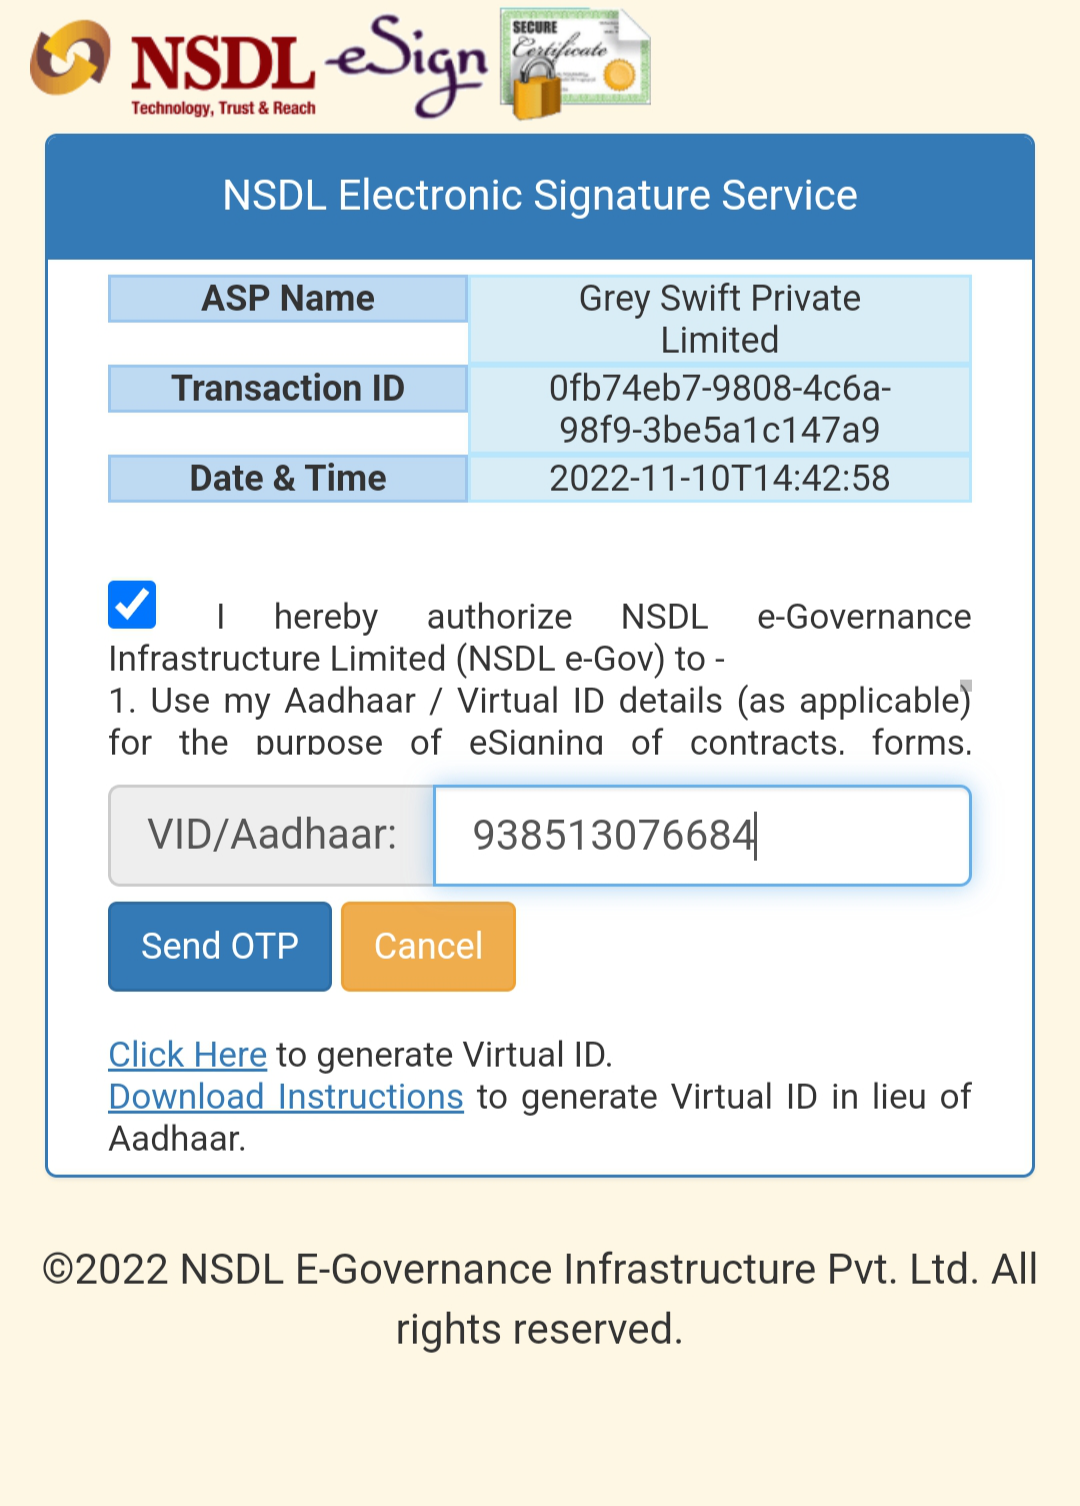 NSDL eSign
Technology, Trust & Reach
SECURE
Certificate
NSDL Electronic Signature Service
ASP Name Grey Swift Private
Limited
Transaction ID 0fb74eb7-9808-4c6a-
98f9-3be5a1c147a9
Date & Time 2022-11-10T14:42:58
I hereby authorize NSDL e-Governance
Infrastructure Limited (NSDL e-Gov) to -
1. Use my Aadhaar / Virtual ID details (as applicable)
for the purpose of eSigning of contracts, forms,
VID/Aadhaar: 938513076684
Send OTP Cancel
Click Here to generate Virtual ID.
Download Instructions to generate Virtual ID in lieu of
Aadhaar.
©2022 NSDL E-Governance Infrastructure Pvt. Ltd. All
rights reserved.